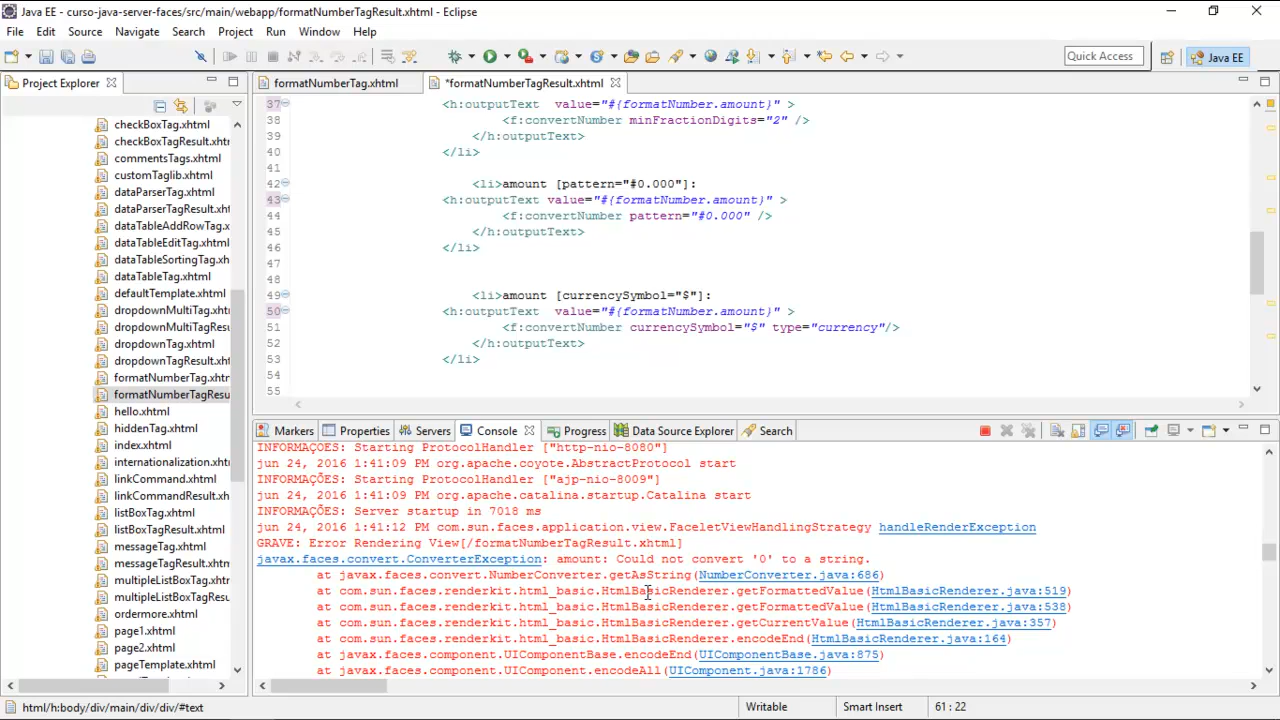 Java EE - curso-java-server-faces/src/main/webapp/formatNumberTagResult.xhtml - Eclipse
File Edit Source Navigate Search Project Run Window Help
Quick Access
Java EE
Project Explorer
checkBoxTag.xhtml
checkBoxTagResult.xhtr
commentsTags.xhtml
customTaglib.xhtml
dataParserTag.xhtml
dataParserTagResult.xht
dataTableAddRowTag.xl
dataTableEditTag.xhtml
dataTableSortingTag.xht
dataTableTag.xhtml
defaultTemplate.xhtml
dropdownMultiTag.xhtr
dropdownMultiTagResu
dropdownTag.xhtml
dropdownTagResult.xht
formatNumberTag.xhtr
formatNumberTagResu
hello.xhtml
hiddenTag.xhtml
index.xhtml
internationalization.xht
linkCommand.xhtml
linkCommandResult.xht
listBoxTag.xhtml
listBoxTagResult.xhtml
messageTag.xhtml
messageTagResult.xhtm
multipleListBoxTag.xht
multipleListBoxTagResu
ordermore.xhtml
page1.xhtml
page2.xhtml
pageTemplate.xhtml
formatNumberTag.xhtml
*formatNumberTagResult.xhtml
37 <h:outputText  value="#{formatNumber.amount}" >
38 <f:convertNumber minFractionDigits="2" />
39 </h:outputText>
40 </li>
41
42 <li>amount [pattern="#0.000"]:
43 <h:outputText value="#{formatNumber.amount}" >
44 <f:convertNumber pattern="#0.000" />
45 </h:outputText>
46 </li>
47
48
49 <li>amount [currencySymbol="$"]:
50 <h:outputText  value="#{formatNumber.amount}" >
51 <f:convertNumber currencySymbol="$" type="currency"/>
52 </h:outputText>
53 </li>
54
55
Markers Properties Servers Console Progress Data Source Explorer Search
INFORMAÇÕES: Starting ProtocolHandler ["http-nio-8080"]
jun 24, 2016 1:41:09 PM org.apache.coyote.AbstractProtocol start
INFORMAÇÕES: Starting ProtocolHandler ["ajp-nio-8009"]
jun 24, 2016 1:41:09 PM org.apache.catalina.startup.Catalina start
INFORMAÇÕES: Server startup in 7018 ms
jun 24, 2016 1:41:12 PM com.sun.faces.application.view.FaceletViewHandlingStrategy handleRenderException
GRAVE: Error Rendering View[/formatNumberTagResult.xhtml]
javax.faces.convert.ConverterException: amount: Could not convert '0' to a string.
at javax.faces.convert.NumberConverter.getAsString(NumberConverter.java:686)
at com.sun.faces.renderkit.html_basic.HtmlBasicRenderer.getFormattedValue(HtmlBasicRenderer.java:519)
at com.sun.faces.renderkit.html_basic.HtmlBasicRenderer.getFormattedValue(HtmlBasicRenderer.java:538)
at com.sun.faces.renderkit.html_basic.HtmlBasicRenderer.getCurrentValue(HtmlBasicRenderer.java:357)
at com.sun.faces.renderkit.html_basic.HtmlBasicRenderer.encodeEnd(HtmlBasicRenderer.java:164)
at javax.faces.component.UIComponentBase.encodeEnd(UIComponentBase.java:875)
at javax.faces.component.UIComponent.encodeAll(UIComponent.java:1786)
html/h:body/div/main/div/div/#text
Writable
Smart Insert
61 : 22